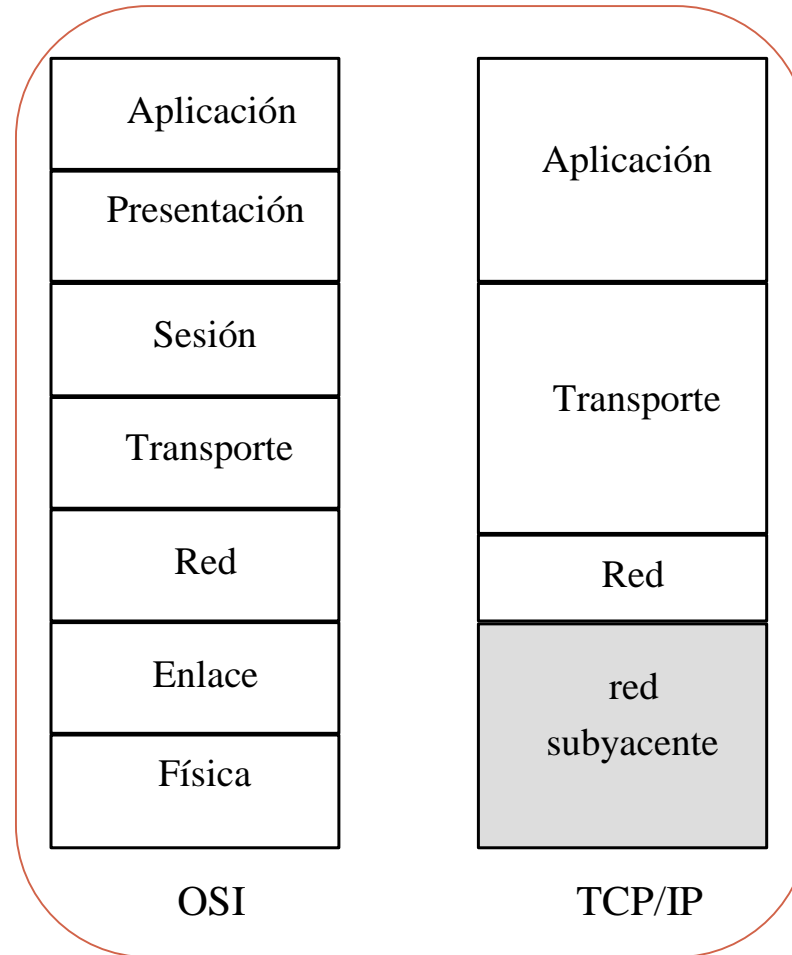 Aplicación
Presentación
Sesión
Transporte
Red
Enlace
Física
OSI
Aplicación
Transporte
Red
red
subyacente
TCP/IP